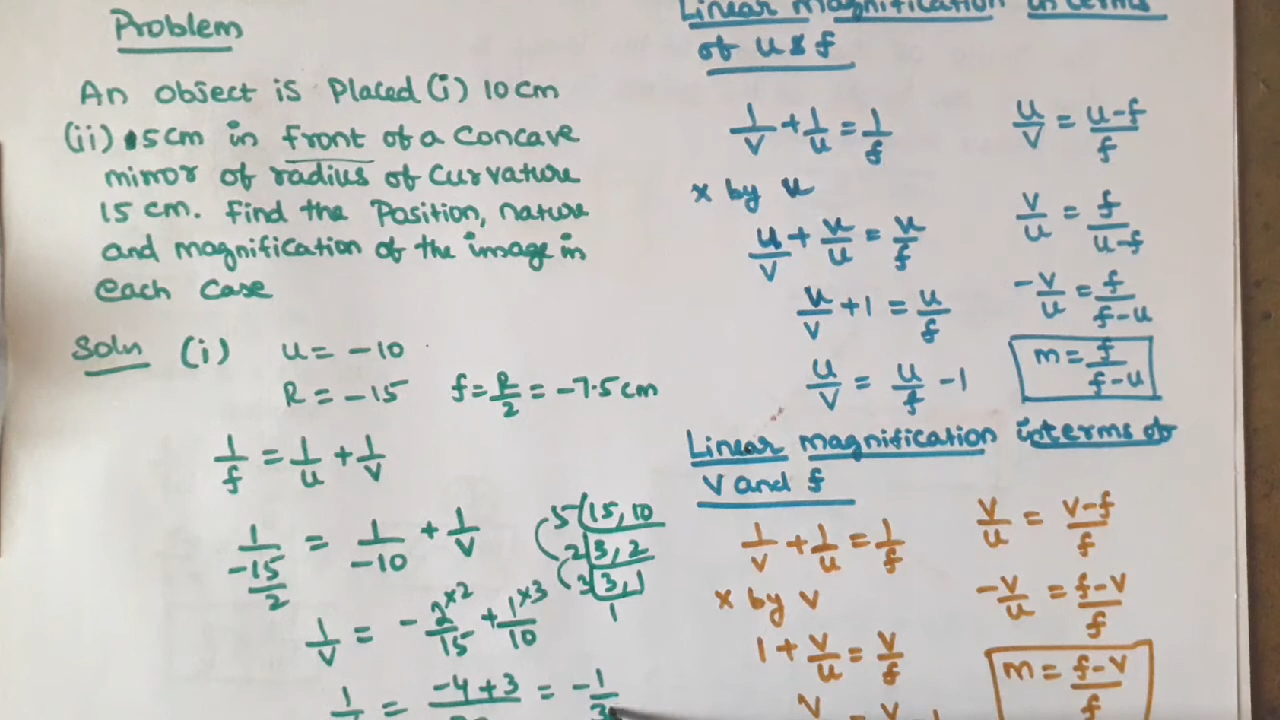 Problem
An object is Placed (i) 10 cm
(ii) 5 cm in front of a Concave
mirror of radius of Curvature
15 cm. Find the Position, nature
and magnification of the image in
each Case
Soln (i) u = -10
R = -15 f = R/2 = -7.5 cm
1/f = 1/u + 1/v
1/(-15/2) = 1/-10 + 1/v
5 | 15, 10
2 | 3, 2
3 | 3, 1
1
1/v = -2/15 ×2 + 1/10 ×3
= -4+3 = -1/3
Linear magnification interms
of u & f
1/v + 1/u = 1/f
× by u
u/v + u/u = u/f
u/v + 1 = u/f
u/v = u/f - 1
u/v = u-f/f
v/u = f/u-f
-v/u = f/f-u
m = f/f-u
Linear magnification interms of
v and f
1/v + 1/u = 1/f
× by v
1 + v/u = v/f
v/u = v-f/f
-v/u = f-v/f
m = f-v/f